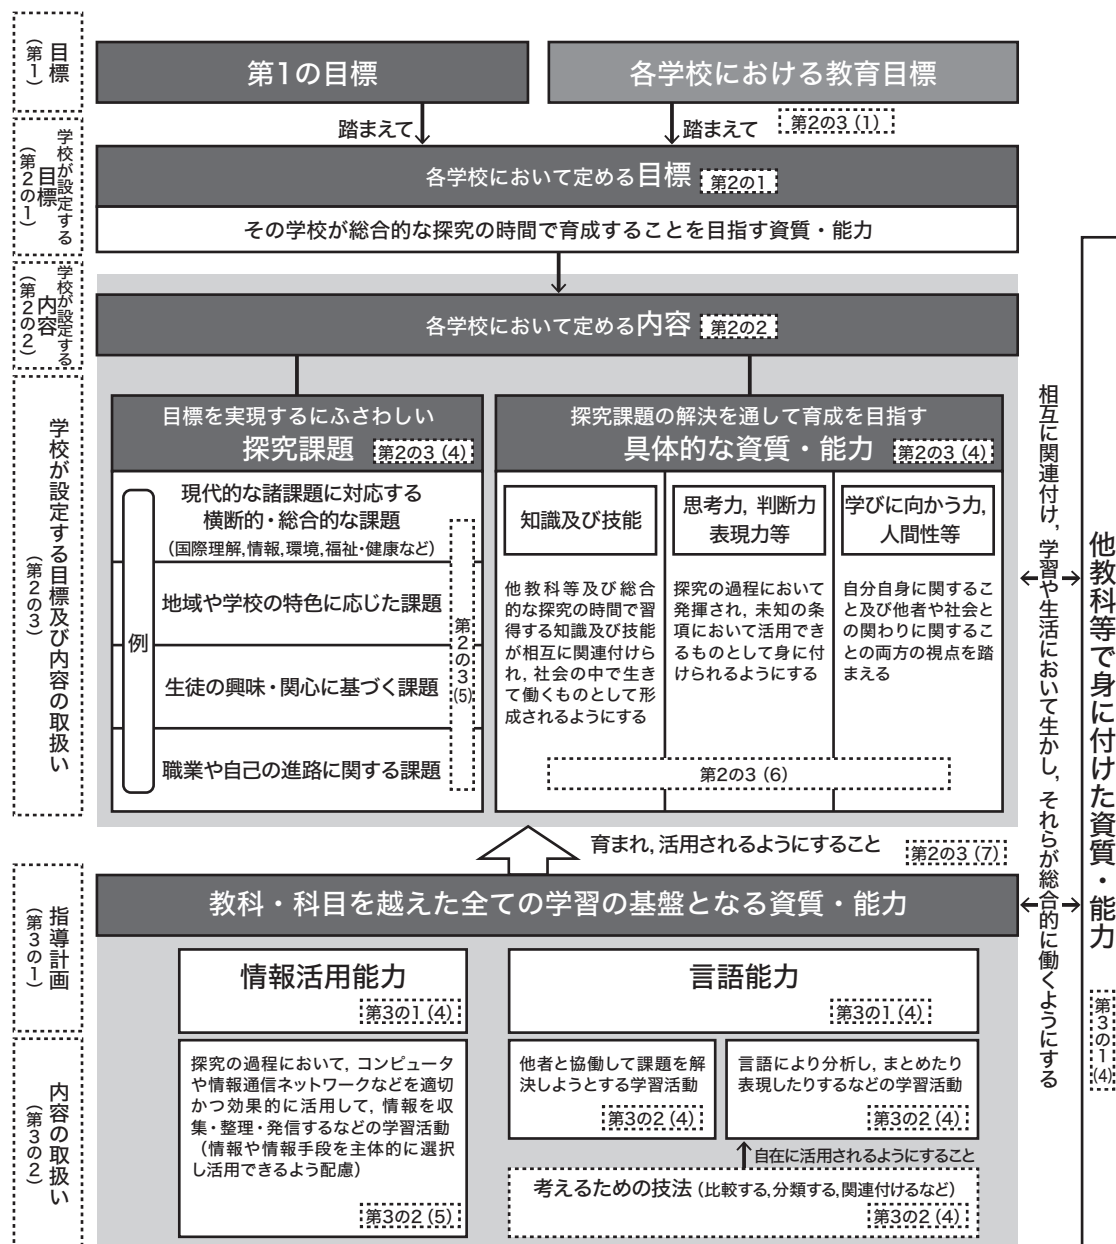 目標
（第1）
第1の目標
各学校における教育目標
踏まえて
踏まえて
第2の3（1）
学校が設定する
目標
（第2の1）
各学校において定める目標 第2の1
その学校が総合的な探究の時間で育成することを目指す資質・能力
学校が設定する
内容
（第2の2）
各学校において定める内容 第2の2
学校が設定する目標及び内容の取扱い
（第2の3）
目標を実現するにふさわしい
探究課題 第2の3（4）
例
現代的な諸課題に対応する
横断的・総合的な課題
（国際理解,情報,環境,福祉・健康など）
地域や学校の特色に応じた課題
生徒の興味・関心に基づく課題
職業や自己の進路に関する課題
第2の3（5）
探究課題の解決を通して育成を目指す
具体的な資質・能力 第2の3（4）
知識及び技能
他教科等及び総合
的な探究の時間で習
得する知識及び技能
が相互に関連付けら
れ,社会の中で生き
て働くものとして形
成されるようにする
思考力,判断力
表現力等
探究の過程において
発揮され,未知の条
項において活用でき
るものとして身に付
けられるようにする
学びに向かう力,
人間性等
自分自身に関するこ
と及び他者や社会と
の関わりに関するこ
との両方の視点を踏
まえる
第2の3（6）
育まれ,活用されるようにすること 第2の3（7）
相互に関連付け,学習や生活において生かし,それらが総合的に働くようにする
他教科等で身に付けた資質・能力
第3の1（4）
指導計画
（第3の1）
教科・科目を越えた全ての学習の基盤となる資質・能力
情報活用能力
第3の1（4）
言語能力
第3の1（4）
内容の取扱い
（第3の2）
探究の過程において,コンピュータ
や情報通信ネットワークなどを適切
かつ効果的に活用して,情報を収
集・整理・発信するなどの学習活動
（情報や情報手段を主体的に選択
し活用できるよう配慮）
第3の2（5）
他者と協働して課題を解
決しようとする学習活動
第3の2（4）
言語により分析し,まとめたり
表現したりするなどの学習活動
第3の2（4）
自在に活用されるようにすること
考えるための技法（比較する,分類する,関連付けるなど）
第3の2（4）